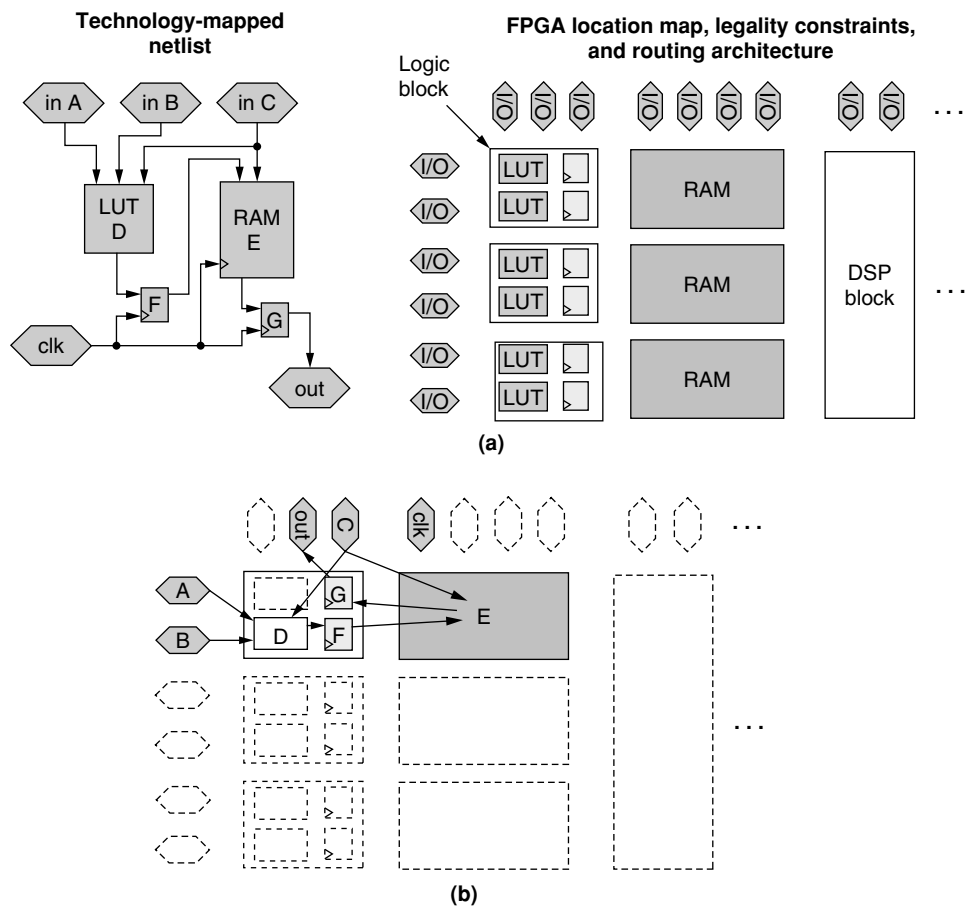 Technology-mapped
netlist
FPGA location map, legality constraints,
and routing architecture
in A
in B
in C
LUT
D
RAM
E
F
G
clk
out
Logic
block
I/O
I/O
I/O
I/O
I/O
I/O
I/O
I/O
I/O
. . .
I/O
I/O
I/O
I/O
I/O
I/O
LUT
LUT
LUT
LUT
LUT
LUT
RAM
RAM
RAM
DSP
block
. . .
(a)
out
C
clk
. . .
A
B
G
D
F
E
. . .
(b)